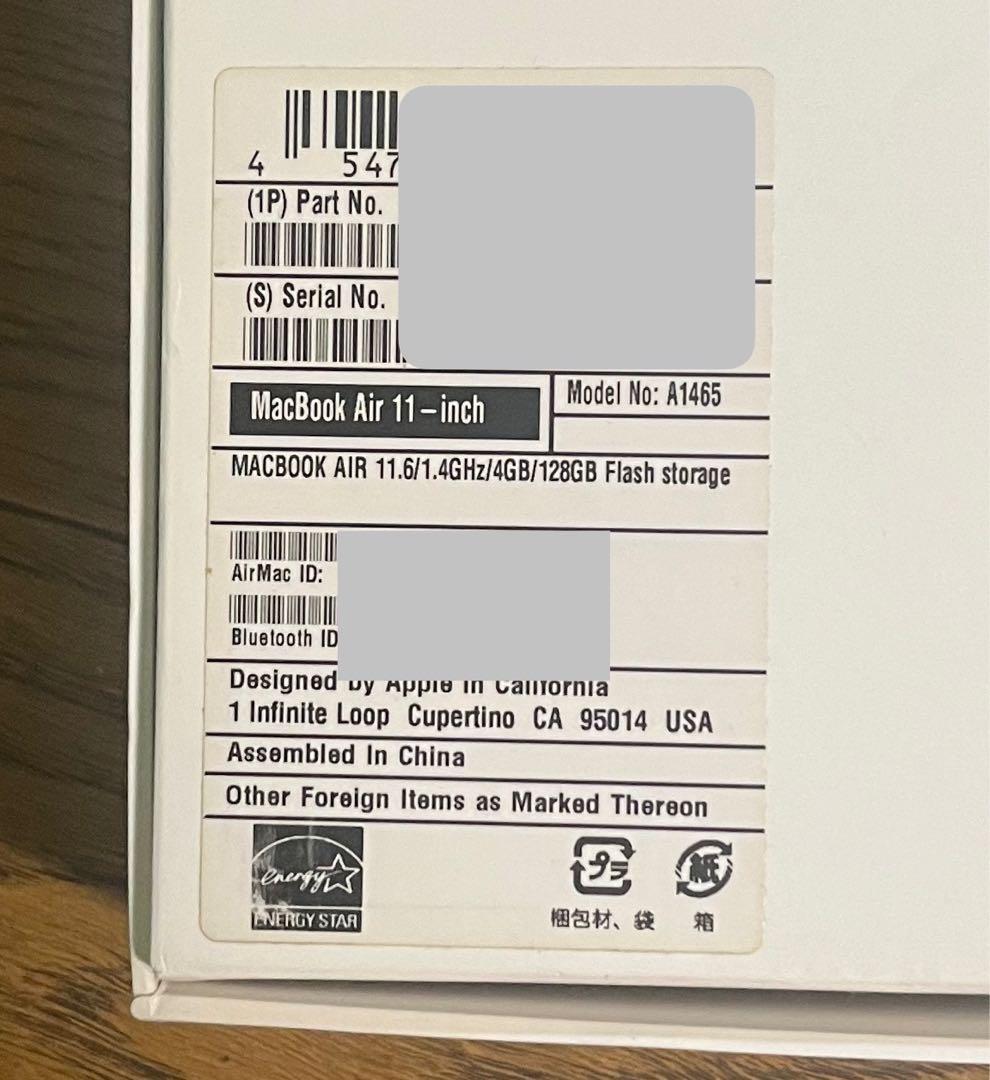 4 547
(1P) Part No.
(S) Serial No.
MacBook Air 11-inch
Model No: A1465
MACBOOK AIR 11.6/1.4GHz/4GB/128GB Flash storage
AirMac ID:
Bluetooth ID
Designed by Apple in California
1 Infinite Loop Cupertino CA 95014 USA
Assembled In China
Other Foreign Items as Marked Thereon
energy
ENERGY STAR
プラ
紙
梱包材、袋
箱